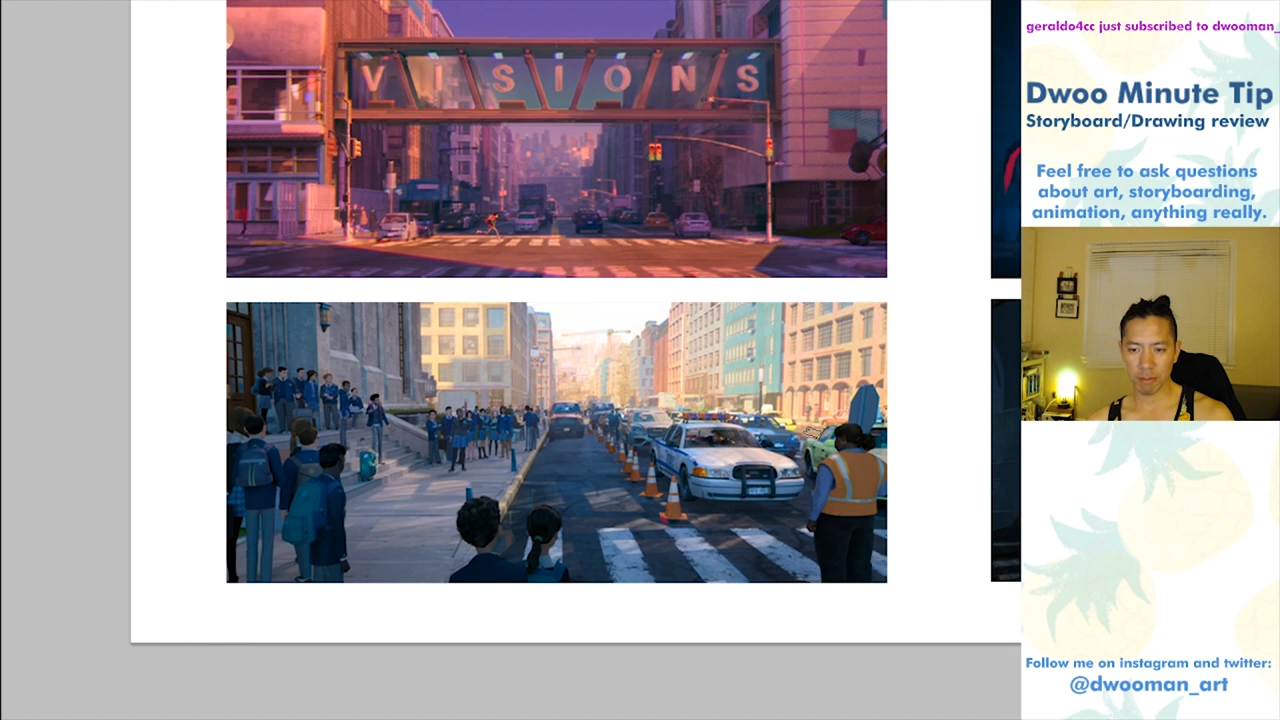 geraldo4cc just subscribed to dwooman_
VISIONS
Dwoo Minute Tip
Storyboard/Drawing review
Feel free to ask questions
about art, storyboarding,
animation, anything really.
Follow me on instagram and twitter:
@dwooman_art